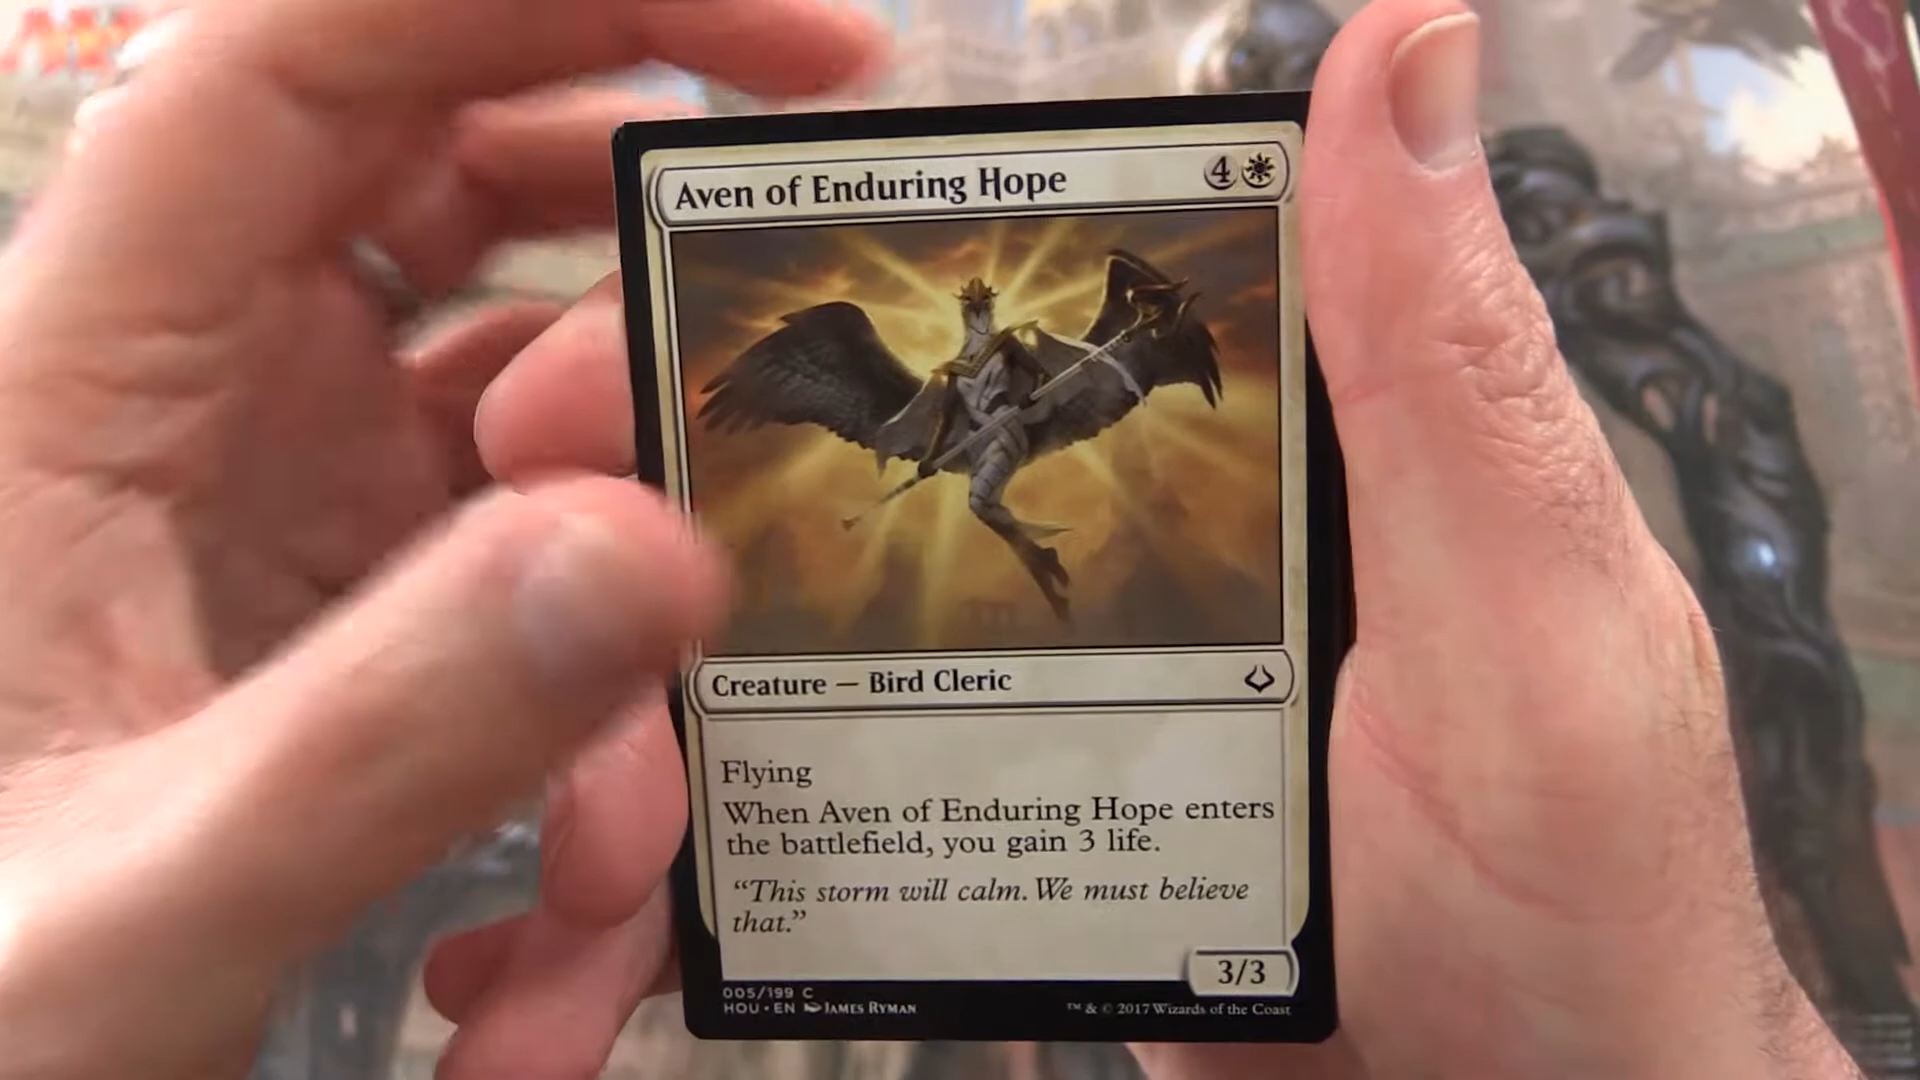 Aven of Enduring Hope 4
Creature — Bird Cleric
Flying
When Aven of Enduring Hope enters
the battlefield, you gain 3 life.
“This storm will calm. We must believe
that.”
3/3
005/199 C
HOU • EN James Ryman
™ & © 2017 Wizards of the Coast